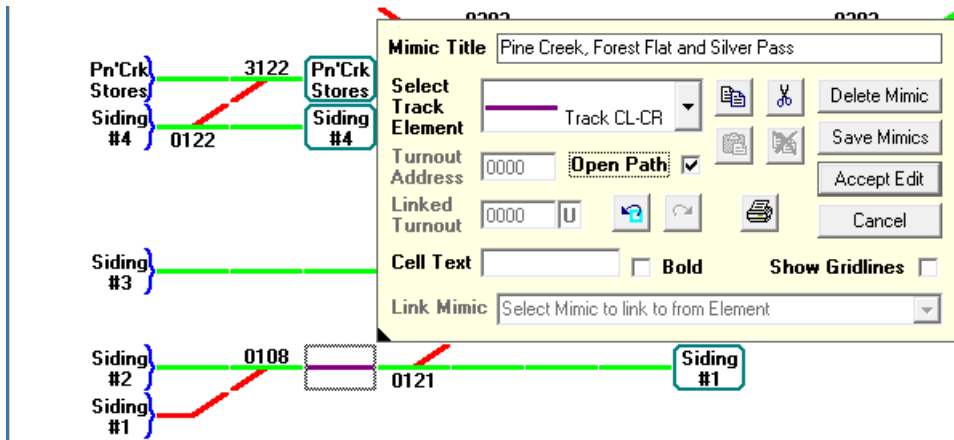 Mimic Title Pine Creek, Forest Flat and Silver Pass
Pn'Crk
Stores
3122
Pn'Crk
Stores
Siding
#4
0122
Siding
#4
Select
Track
Element
Track CL-CR
Delete Mimic
Save Mimics
Turnout
Address
0000
Open Path
Accept Edit
Linked
Turnout
0000
U
Cancel
Siding
#3
Cell Text
Bold
Show Gridlines
Link Mimic Select Mimic to link to from Element
Siding
#2
0108
0121
Siding
#1
Siding
#1